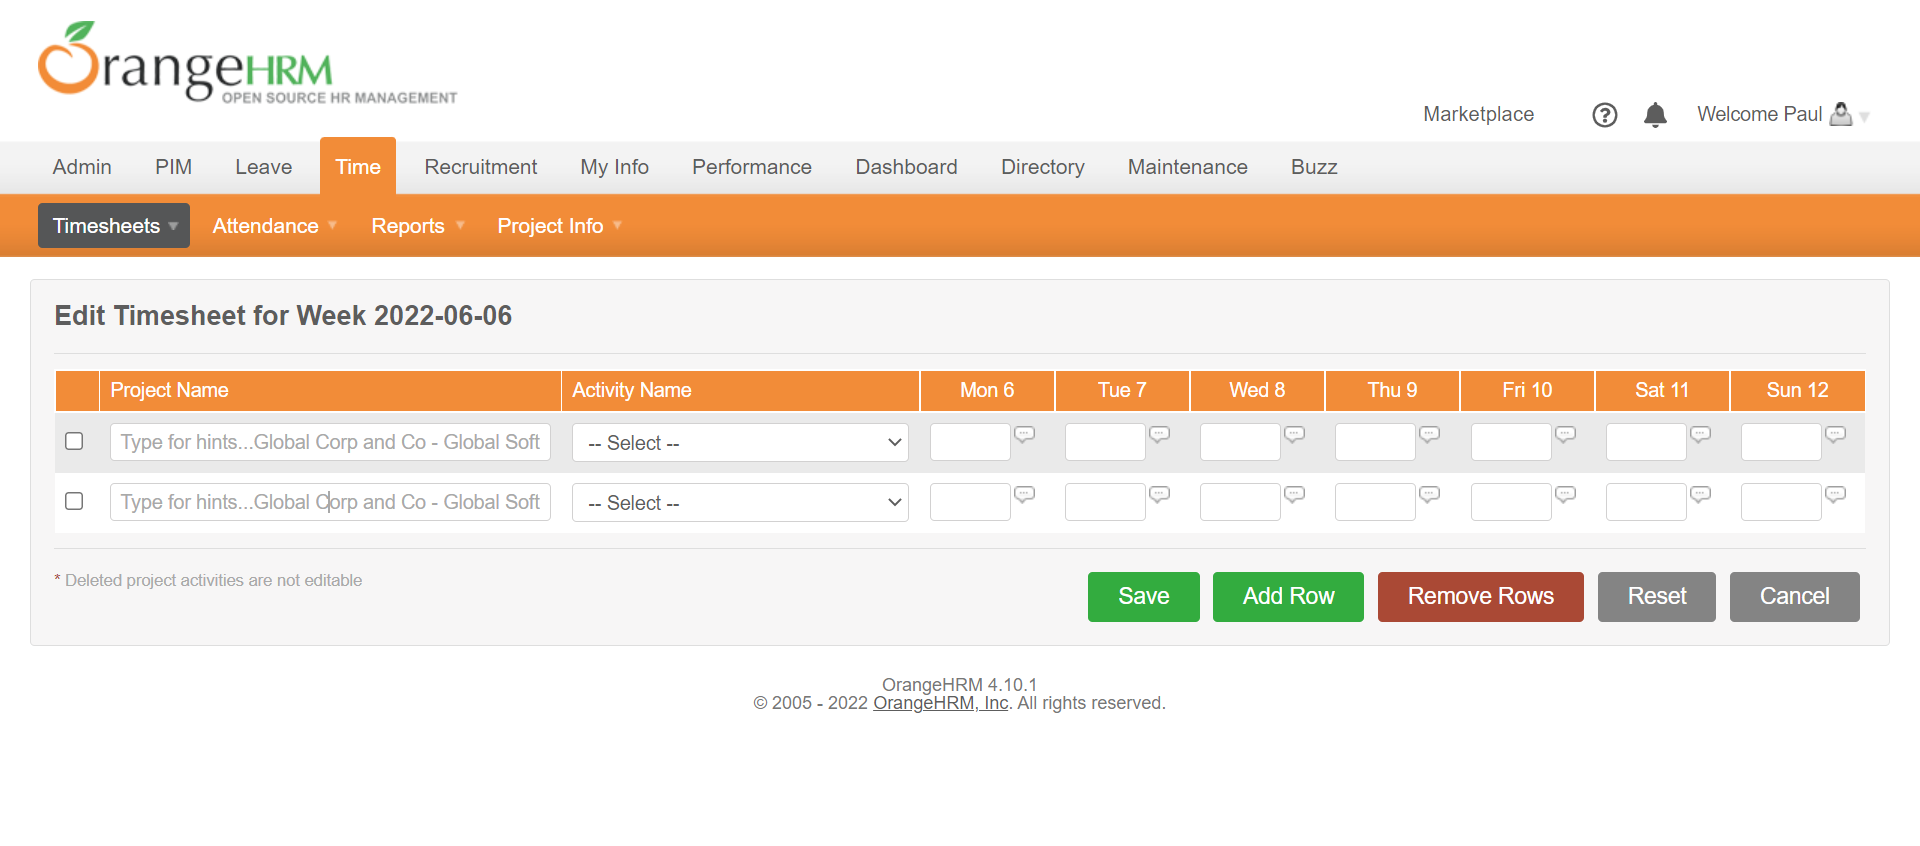 OrangeHRM
OPEN SOURCE HR MANAGEMENT
Marketplace
?
Welcome Paul
Admin PIM Leave Time Recruitment My Info Performance Dashboard Directory Maintenance Buzz
Timesheets Attendance Reports Project Info
Edit Timesheet for Week 2022-06-06
Project Name Activity Name Mon 6 Tue 7 Wed 8 Thu 9 Fri 10 Sat 11 Sun 12
Type for hints...Global Corp and Co - Global Soft -- Select --
Type for hints...Global Corp and Co - Global Soft -- Select --
* Deleted project activities are not editable
Save Add Row Remove Rows Reset Cancel
OrangeHRM 4.10.1
© 2005 - 2022 OrangeHRM, Inc. All rights reserved.